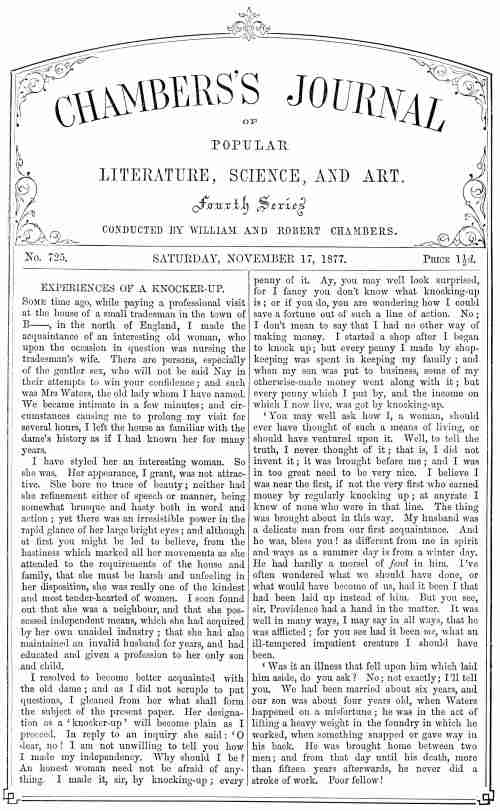 CHAMBERS'S JOURNAL
OF
POPULAR
LITERATURE, SCIENCE, AND ART.
Fourth Series
CONDUCTED BY WILLIAM AND ROBERT CHAMBERS.
No. 725. SATURDAY, NOVEMBER 17, 1877. PRICE 1½d.
EXPERIENCES OF A KNOCKER-UP.
SOME time ago, while paying a professional visit
at the house of a small tradesman in the town of
B——, in the north of England, I made the
acquaintance of an interesting old woman, who
upon the occasion in question was nursing the
tradesman's wife. There are persons, especially
of the gentler sex, who will not be said Nay in
their attempts to win your confidence; and such
was Mrs Waters, the old lady whom I have named.
We became intimate in a few minutes; and cir-
cumstances causing me to prolong my visit for
several hours, I left the house as familiar with the
dame's history as if I had known her for many
years.
I have styled her an interesting woman. So
she was. Her appearance, I grant, was not attrac-
tive. She bore no trace of beauty; neither had
she refinement either of speech or manner, being
somewhat brusque and hasty both in word and
action; yet there was an irresistible power in the
rapid glance of her large bright eyes; and although
at first you might be led to believe, from the
hastiness which marked all her movements as she
attended to the requirements of the house and
family, that she must be harsh and unfeeling in
her disposition, she was really one of the kindest
and most tender-hearted of women. I soon found
out that she was a neighbour, and that she pos-
sessed independent means, which she had acquired
by her own unaided industry; that she had also
maintained an invalid husband for years, and had
educated and given a profession to her only son
and child.
I resolved to become better acquainted with
the old dame; and as I did not scruple to put
questions, I gleaned from her what shall form
the subject of the present paper. Her designa-
tion as a 'knocker-up' will become plain as I
proceed. In reply to an inquiry she said: 'O
dear, no! I am not unwilling to tell you how
I made my independency. Why should I be?
An honest woman need not be afraid of any-
thing. I made it, sir, by knocking-up; every
penny of it. Ay, you may well look surprised,
for I fancy you don't know what knocking-up
is; or if you do, you are wondering how I could
save a fortune out of such a line of action. No;
I don't mean to say that I had no other way of
making money. I started a shop after I began
to knock up; but every penny I made by shop-
keeping was spent in keeping my family; and
when my son was put to business, some of my
otherwise-made money went along with it; but
every penny which I put by, and the income on
which I now live, was got by knocking-up.
'You may well ask how I, a woman, should
ever have thought of such a means of living, or
should have ventured upon it. Well, to tell the
truth, I never thought of it; that is, I did not
invent it; it was brought before me; and I was
in too great need to be very nice. I believe I
was near the first, if not the very first who earned
money by regularly knocking up; at anyrate I
knew of none who were in that line. The thing
was brought about in this way. My husband was
a delicate man from our first acquaintance. And
he was, bless you! as different from me in spirit
and ways as a summer day is from a winter day.
He had hardly a morsel of foul in him. I've
often wondered what we should have done, or
what would have become of us, had it been I that
had been laid up instead of him. But you see,
sir, Providence had a hand in the matter. It was
well in many ways, I may say in all ways, that he
was afflicted; for you see had it been me, what an
ill-tempered impatient creature I should have
been.
'Was it an illness that fell upon him which laid
him aside, do you ask? No; not exactly; I'll tell
you. We had been married about six years, and
our son was about four years old, when Waters
happened on a misfortune; he was in the act of
lifting a heavy weight in the foundry in which he
worked, when something snapped or gave way in
his back. He was brought home between two
men; and from that day until his death, more
than fifteen years afterwards, he never did a
stroke of work. Poor fellow!